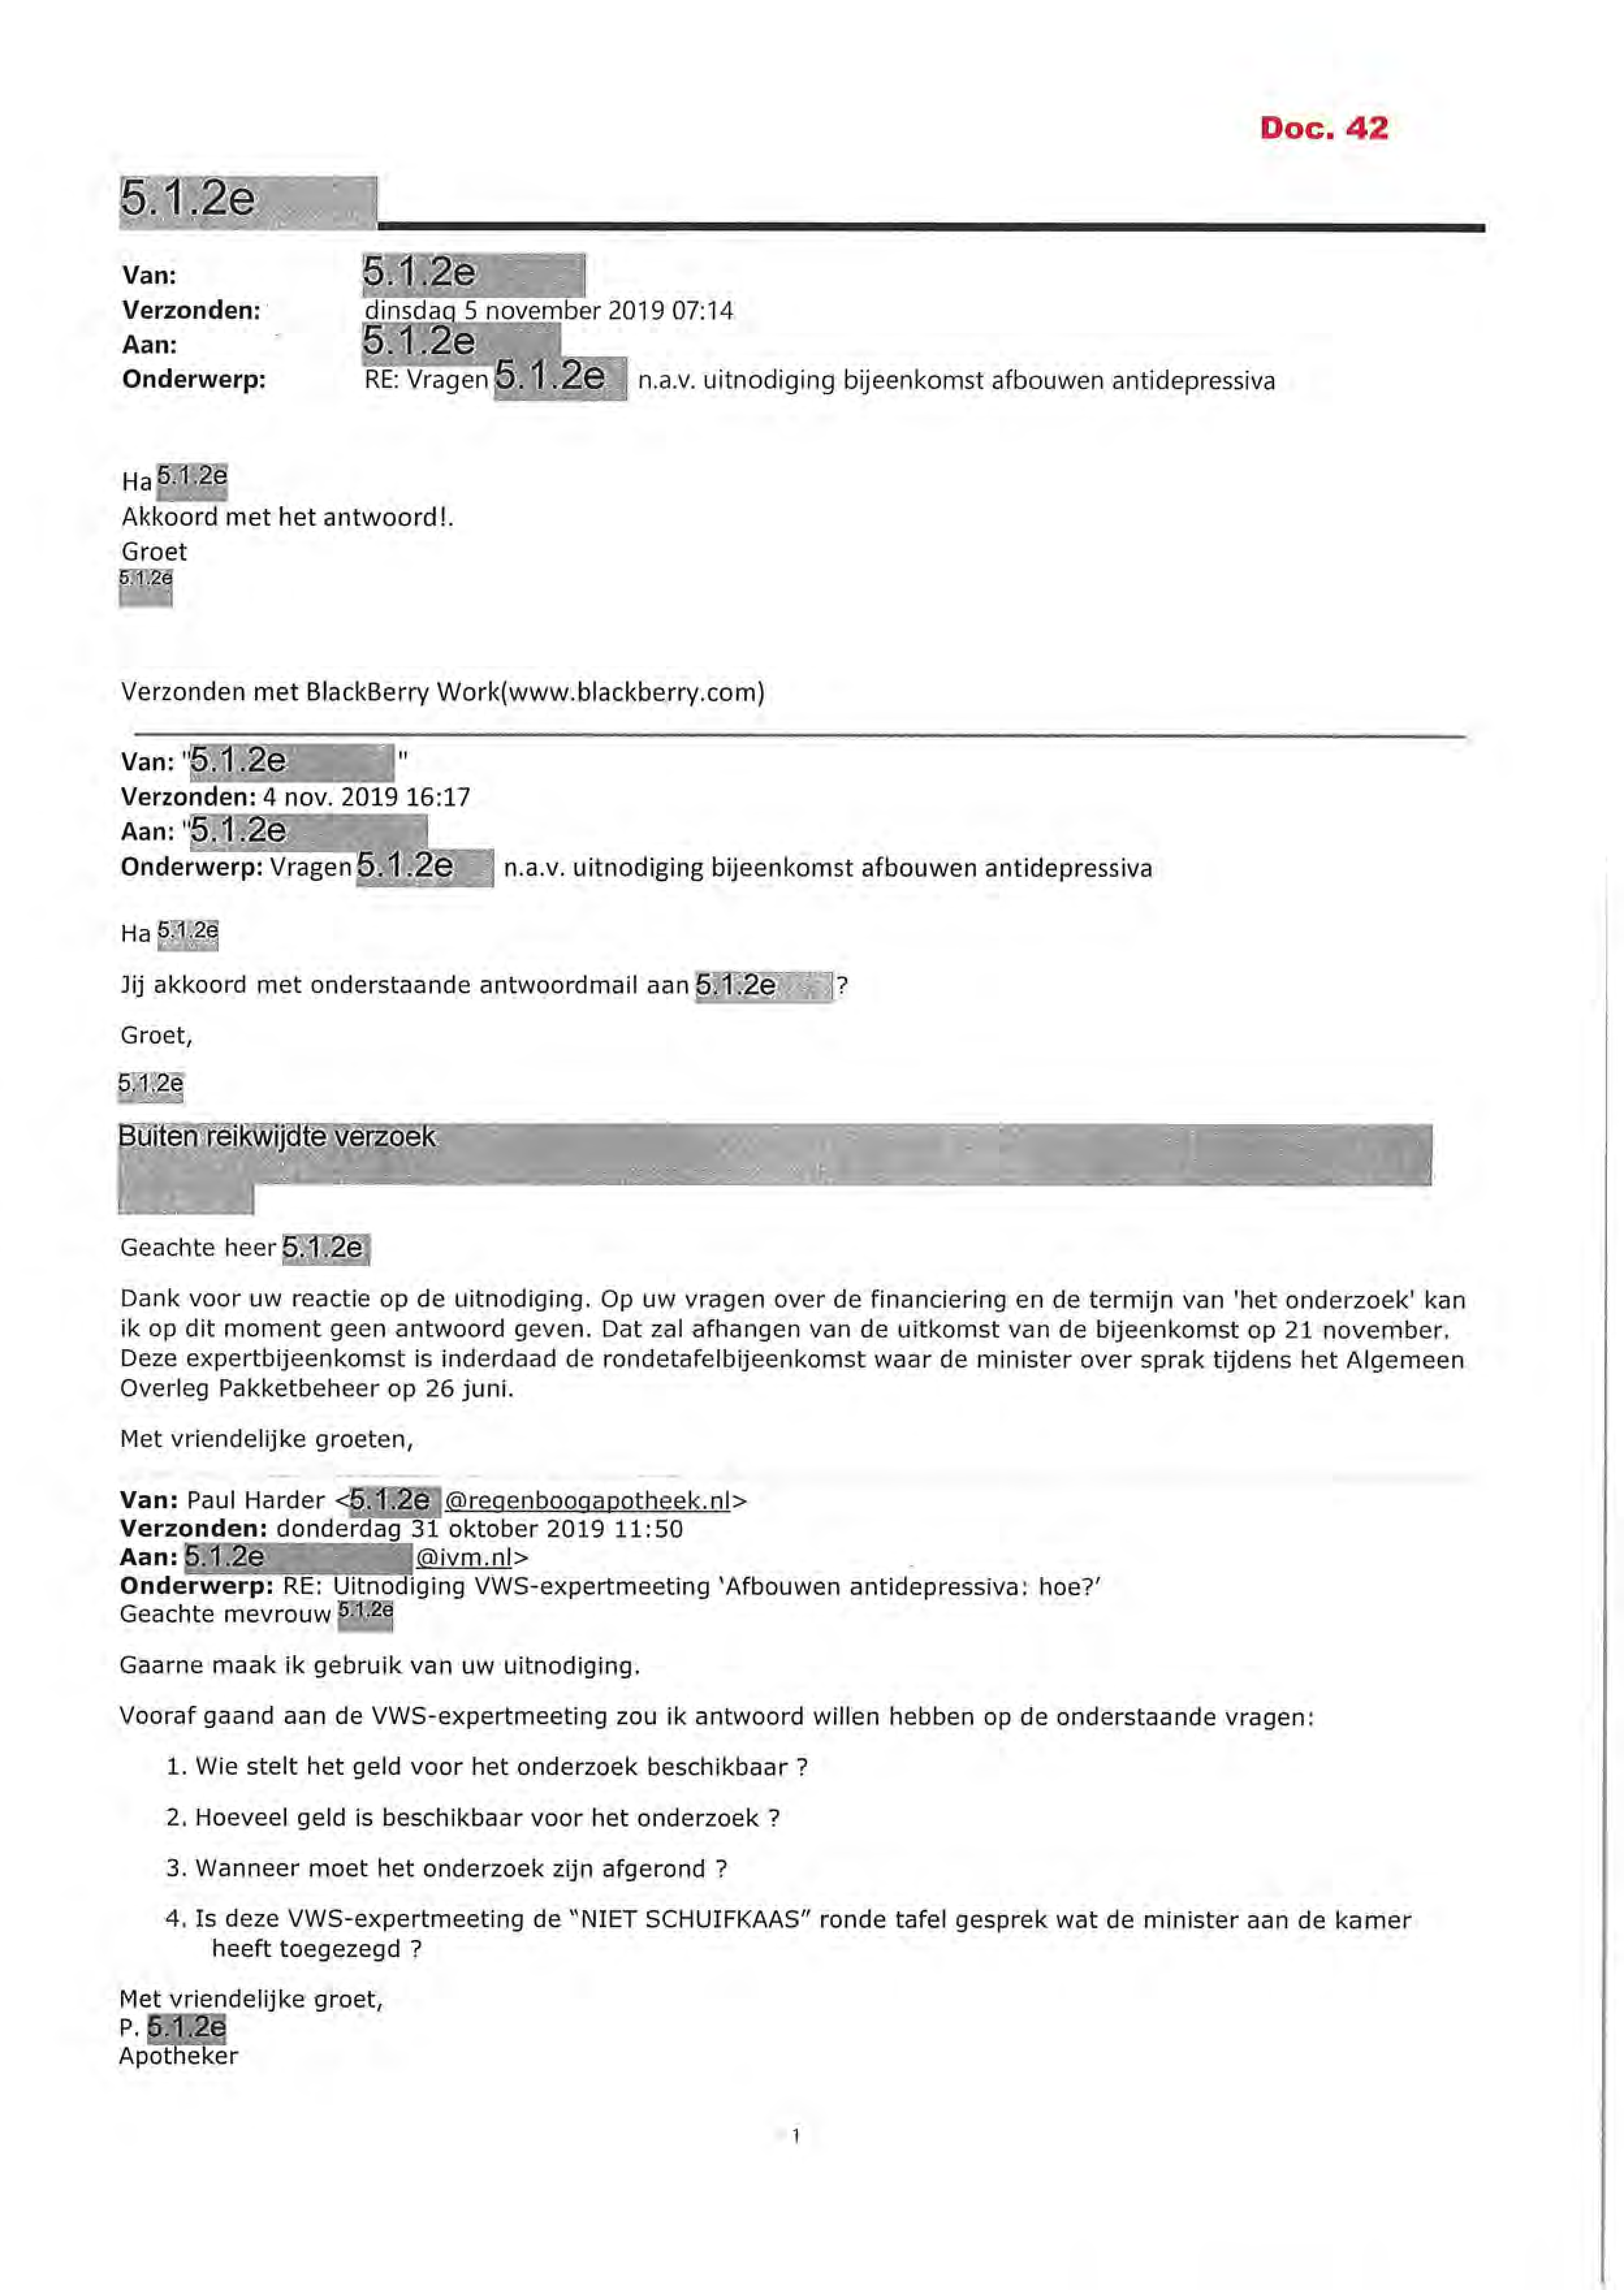 Doc. 42
5.1.2e
Van: 5.1.2e
Verzonden: dinsdag 5 november 2019 07:14
Aan: 5.1.2e
Onderwerp: RE: Vragen 5.1.2e n.a.v. uitnodiging bijeenkomst afbouwen antidepressiva
Ha 5.1.2e
Akkoord met het antwoord!.
Groet
5.1.2e
Verzonden met BlackBerry Work(www.blackberry.com)
Van: "5.1.2e "
Verzonden: 4 nov. 2019 16:17
Aan: "5.1.2e
Onderwerp: Vragen 5.1.2e n.a.v. uitnodiging bijeenkomst afbouwen antidepressiva
Ha 5.1.2e
Jij akkoord met onderstaande antwoordmail aan 5.1.2e ?
Groet,
5.1.2e
Buiten reikwijdte verzoek
Geachte heer 5.1.2e
Dank voor uw reactie op de uitnodiging. Op uw vragen over de financiering en de termijn van 'het onderzoek' kan
ik op dit moment geen antwoord geven. Dat zal afhangen van de uitkomst van de bijeenkomst op 21 november.
Deze expertbijeenkomst is inderdaad de rondetafelbijeenkomst waar de minister over sprak tijdens het Algemeen
Overleg Pakketbeheer op 26 juni.
Met vriendelijke groeten,
Van: Paul Harder <5.1.2e @regenboogapotheek.nl>
Verzonden: donderdag 31 oktober 2019 11:50
Aan: 5.1.2e @ivm.nl>
Onderwerp: RE: Uitnodiging VWS-expertmeeting 'Afbouwen antidepressiva: hoe?'
Geachte mevrouw 5.1.2e
Gaarne maak ik gebruik van uw uitnodiging.
Vooraf gaand aan de VWS-expertmeeting zou ik antwoord willen hebben op de onderstaande vragen:
1. Wie stelt het geld voor het onderzoek beschikbaar ?
2. Hoeveel geld is beschikbaar voor het onderzoek ?
3. Wanneer moet het onderzoek zijn afgerond ?
4. Is deze VWS-expertmeeting de "NIET SCHUIFKAAS" ronde tafel gesprek wat de minister aan de kamer
heeft toegezegd ?
Met vriendelijke groet,
P. 5.1.2e
Apotheker
1